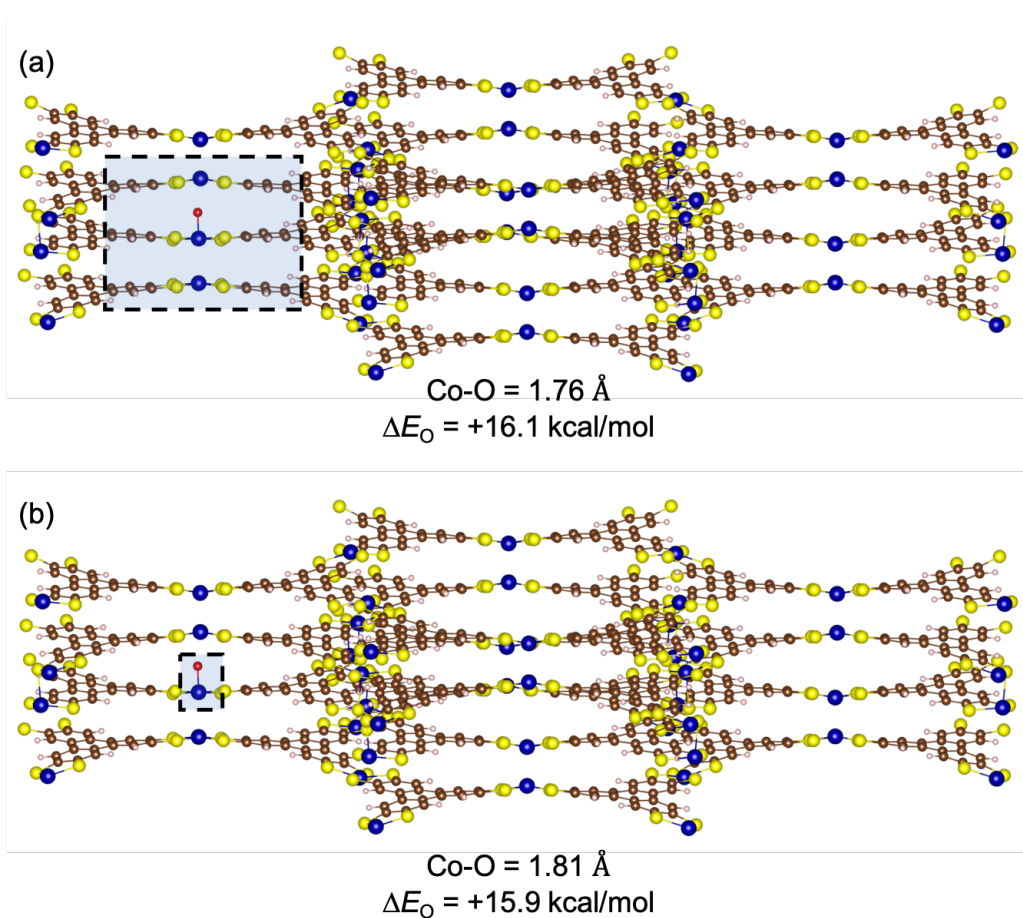 (a)
Co-O = 1.76 Å
ΔE_O = +16.1 kcal/mol
(b)
Co-O = 1.81 Å
ΔE_O = +15.9 kcal/mol